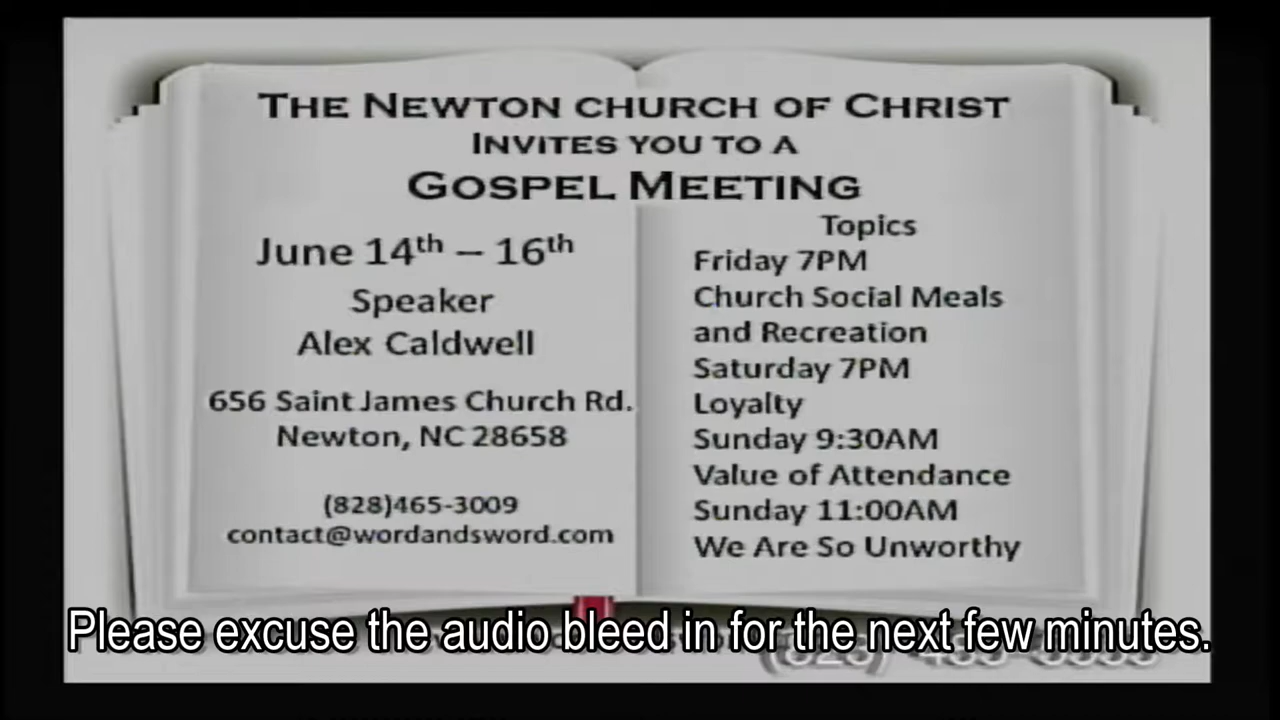 THE NEWTON CHURCH OF CHRIST
INVITES YOU TO A
GOSPEL MEETING
June 14th – 16th
Speaker
Alex Caldwell
656 Saint James Church Rd.
Newton, NC 28658
(828)465-3009
contact@wordandsword.com
Topics
Friday 7PM
Church Social Meals
and Recreation
Saturday 7PM
Loyalty
Sunday 9:30AM
Value of Attendance
Sunday 11:00AM
We Are So Unworthy
Please excuse the audio bleed in for the next few minutes.